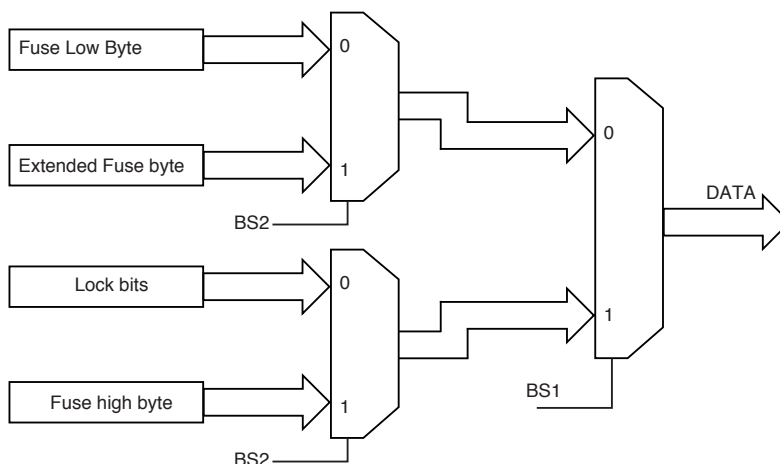 Fuse Low Byte
0
Extended Fuse byte
1
BS2
0
DATA
Lock bits
0
1
Fuse high byte
1
BS1
BS2